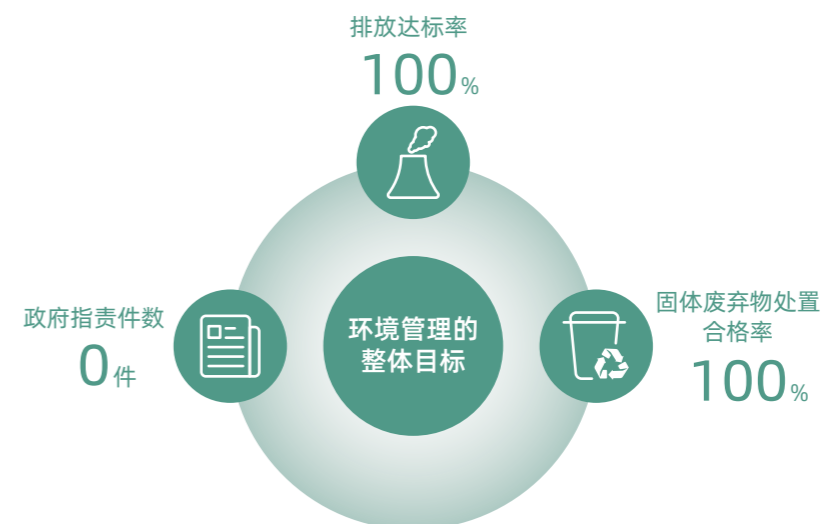 排放达标率
100%
政府指责件数
0件
环境管理的
整体目标
固体废弃物处置
合格率
100%